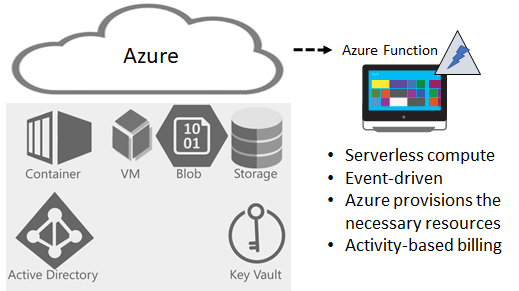 Azure
Azure Function
Container
VM
10
01
Blob
Storage
Active Directory
Key Vault
• Serverless compute
• Event-driven
• Azure provisions the
necessary resources
• Activity-based billing